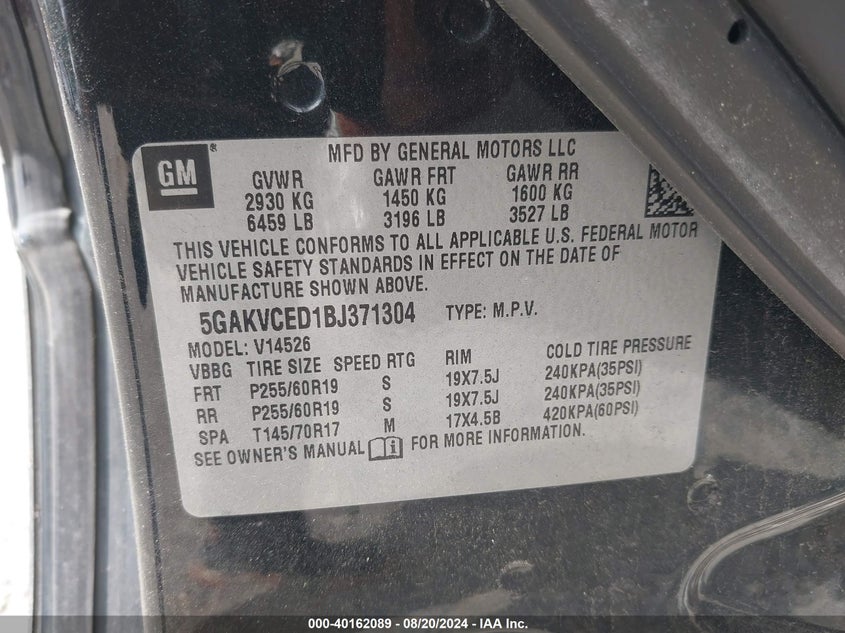 GM
MFD BY GENERAL MOTORS LLC
GVWR GAWR FRT GAWR RR
2930 KG 1450 KG 1600 KG
6459 LB 3196 LB 3527 LB
THIS VEHICLE CONFORMS TO ALL APPLICABLE U.S. FEDERAL MOTOR
VEHICLE SAFETY STANDARDS IN EFFECT ON THE DATE OF
MANUFACTURE SHOWN ABOVE.
5GAKVCED1BJ371304 TYPE: M.P.V.
MODEL: V14526
VBBG TIRE SIZE SPEED RTG RIM COLD TIRE PRESSURE
FRT P255/60R19 S 19X7.5J 240KPA(35PSI)
RR P255/60R19 S 19X7.5J 240KPA(35PSI)
SPA T145/70R17 M 17X4.5B 420KPA(60PSI)
SEE OWNER'S MANUAL FOR MORE INFORMATION.
000-40162089 - 08/20/2024 - IAA Inc.